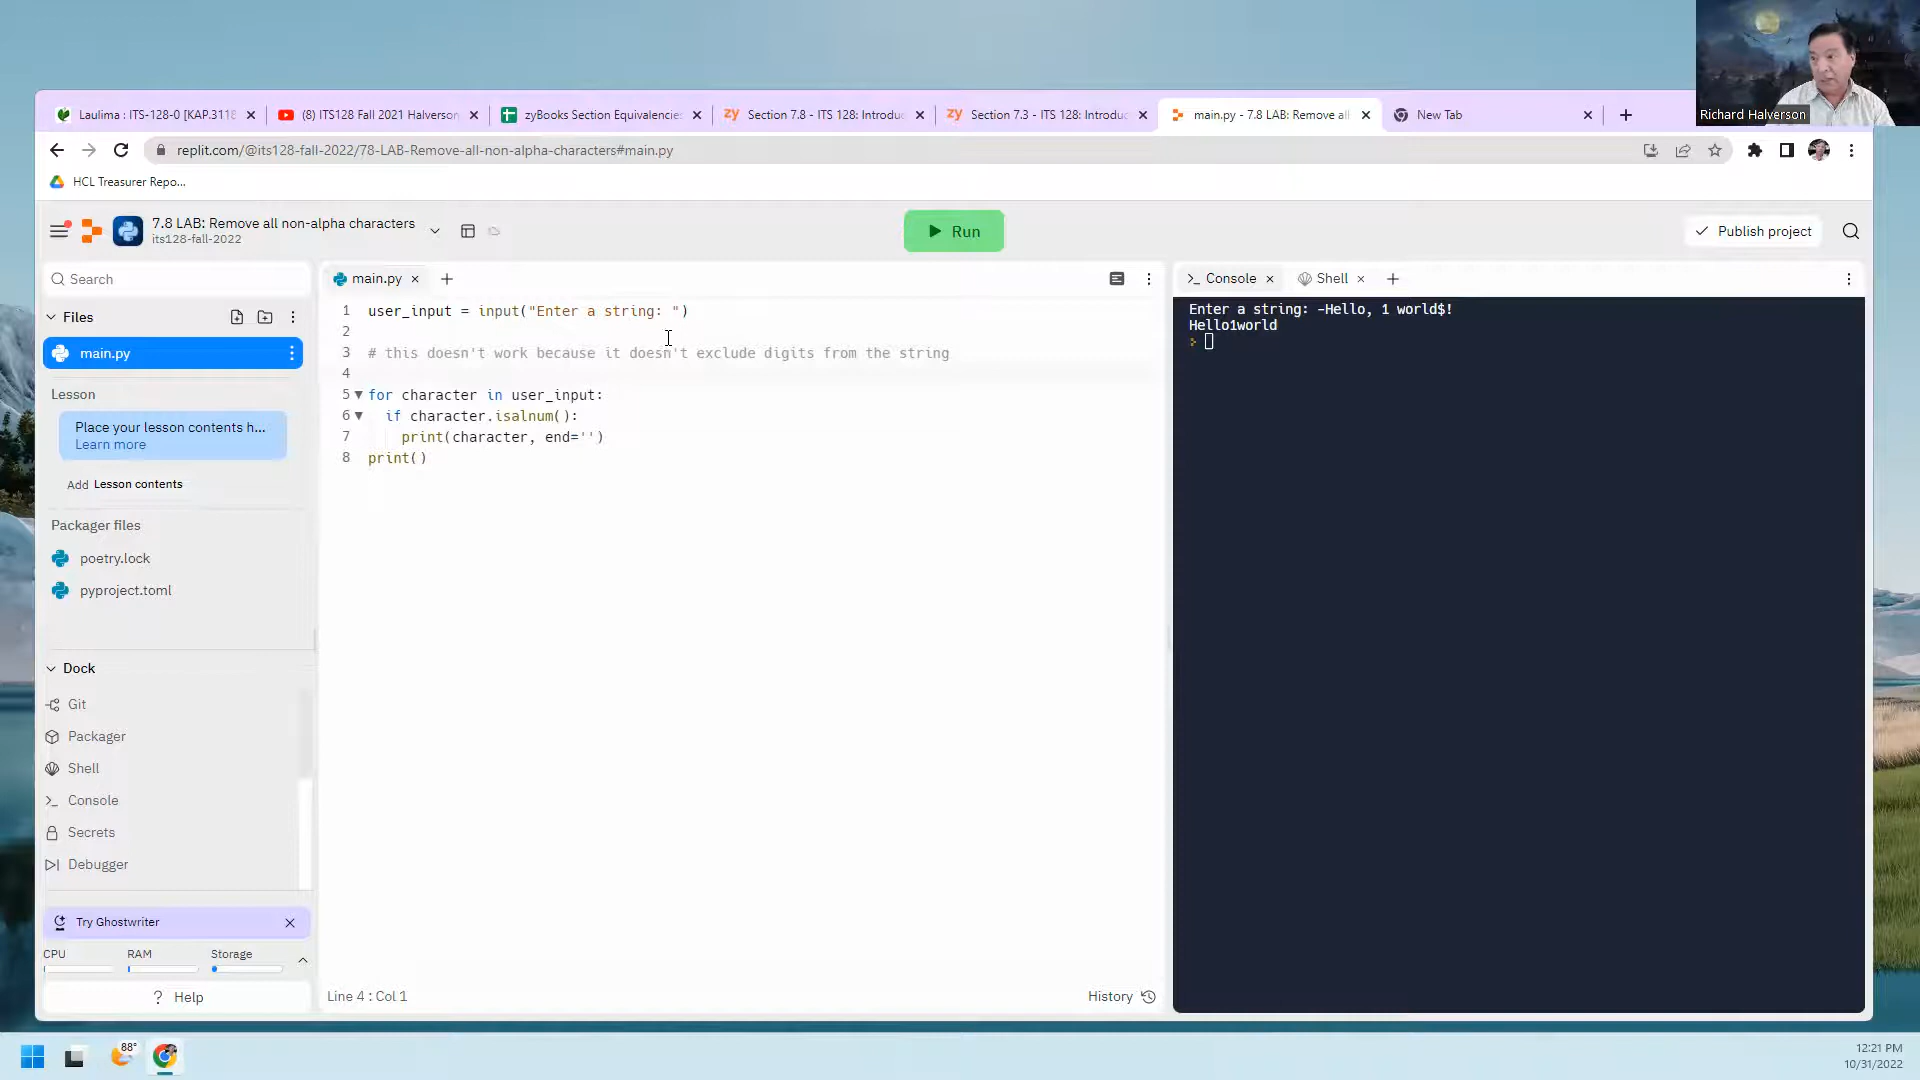 Richard Halverson
Laulima : ITS-128-0 [KAP.3118
(8) ITS128 Fall 2021 Halverson
zyBooks Section Equivalencies
Section 7.8 - ITS 128: Introduc
Section 7.3 - ITS 128: Introduc
main.py - 7.8 LAB: Remove all
New Tab
replit.com/@its128-fall-2022/78-LAB-Remove-all-non-alpha-characters#main.py
HCL Treasurer Repo...
7.8 LAB: Remove all non-alpha characters
its128-fall-2022
Run
Publish project
Search
Files
main.py
Lesson
Place your lesson contents h...
Learn more
Add Lesson contents
Packager files
poetry.lock
pyproject.toml
Dock
Git
Packager
Shell
Console
Secrets
Debugger
Try Ghostwriter
CPU RAM Storage
? Help
main.py
1 user_input = input("Enter a string: ")
2
3 # this doesn't work because it doesn't exclude digits from the string
4
5 for character in user_input:
6 if character.isalnum():
7 print(character, end='')
8 print()
Line 4 : Col 1
History
Console
Shell
Enter a string: -Hello, 1 world$!
Hello1world
88°
12:21 PM
10/31/2022